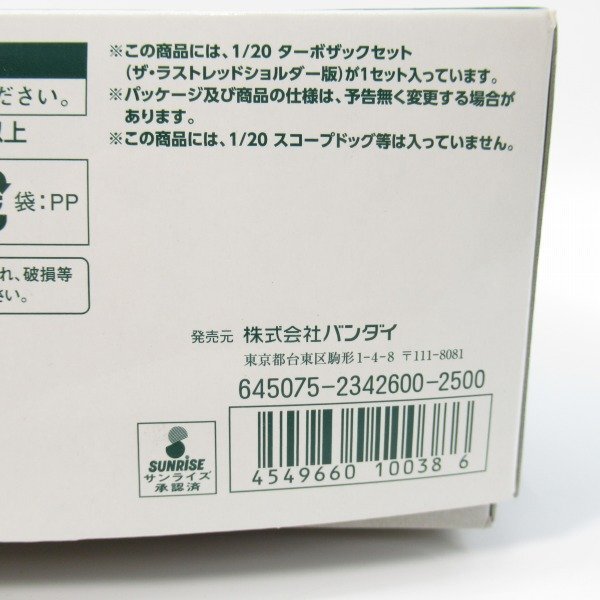 ※この商品には、1/20 ターボザックセット
（ザ・ラストレッドショルダー版）が1セット入っています。
※パッケージ及び商品の仕様は、予告無く変更する場合が
あります。
※この商品には、1/20 スコープドッグ等は入っていません。
ださい。
以上
袋：PP
れ、破損等
さい。
発売元 株式会社バンダイ
東京都台東区駒形1-4-8 〒111-8081
645075-2342600-2500
SUNRISE
サンライズ
承認済
4549660 10038 6